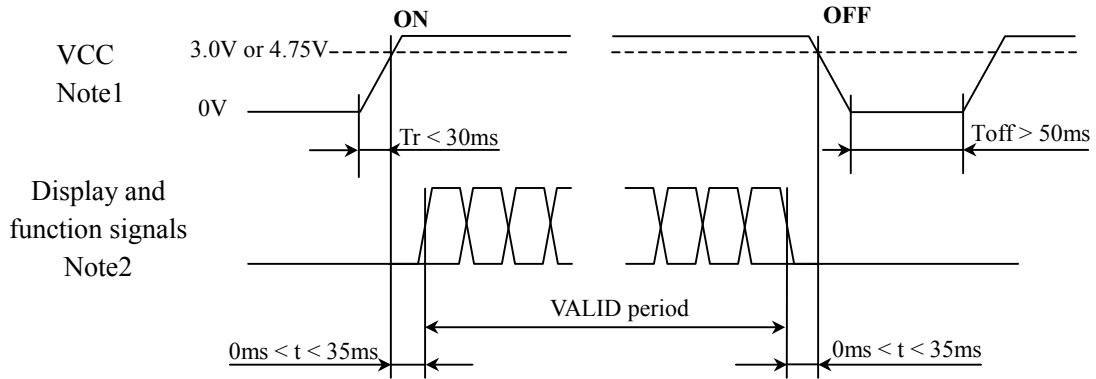 ON
OFF
VCC
Note1
3.0V or 4.75V
0V
Tr < 30ms
Toff > 50ms
Display and
function signals
Note2
VALID period
0ms < t < 35ms
0ms < t < 35ms